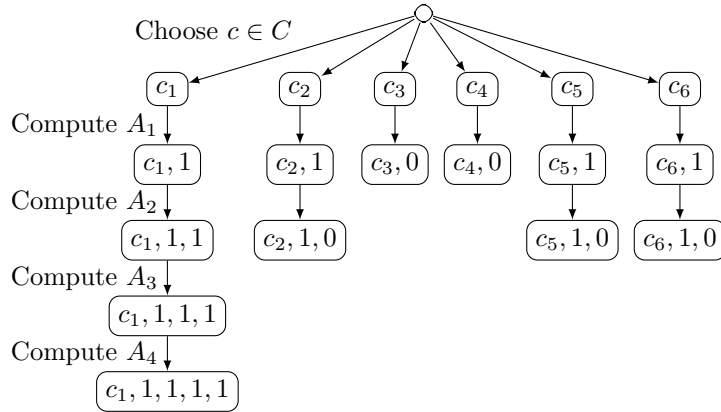 Choose c ∈ C
c₁ c₂ c₃ c₄ c₅ c₆
Compute A₁
c₁, 1 c₂, 1 c₃, 0 c₄, 0 c₅, 1 c₆, 1
Compute A₂
c₁, 1, 1 c₂, 1, 0 c₅, 1, 0 c₆, 1, 0
Compute A₃
c₁, 1, 1, 1
Compute A₄
c₁, 1, 1, 1, 1